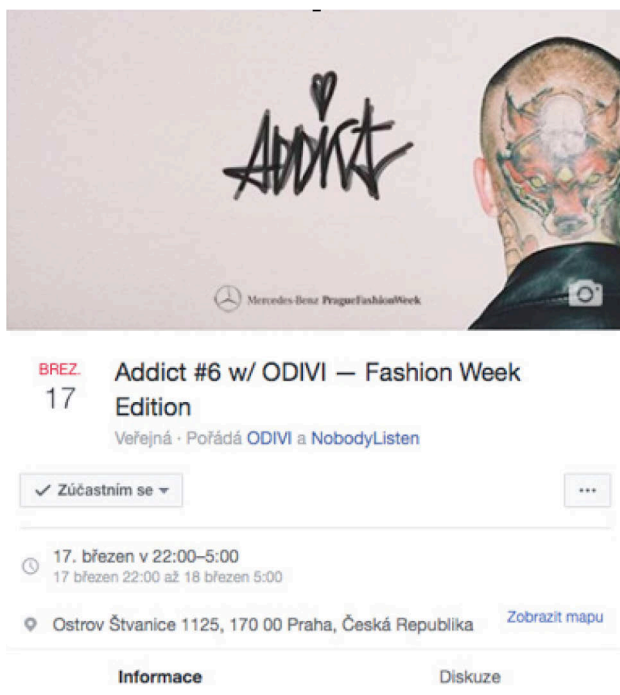 ADDICT
Mercedes-Benz PragueFashionWeek
BŘEZ.
17
Addict #6 w/ ODIVI — Fashion Week
Edition
Veřejná · Pořádá ODIVI a NobodyListen
✓ Zúčastním se
...
17. březen v 22:00–5:00
17 březen 22:00 až 18 březen 5:00
Ostrov Štvanice 1125, 170 00 Praha, Česká Republika
Zobrazit mapu
Informace
Diskuze